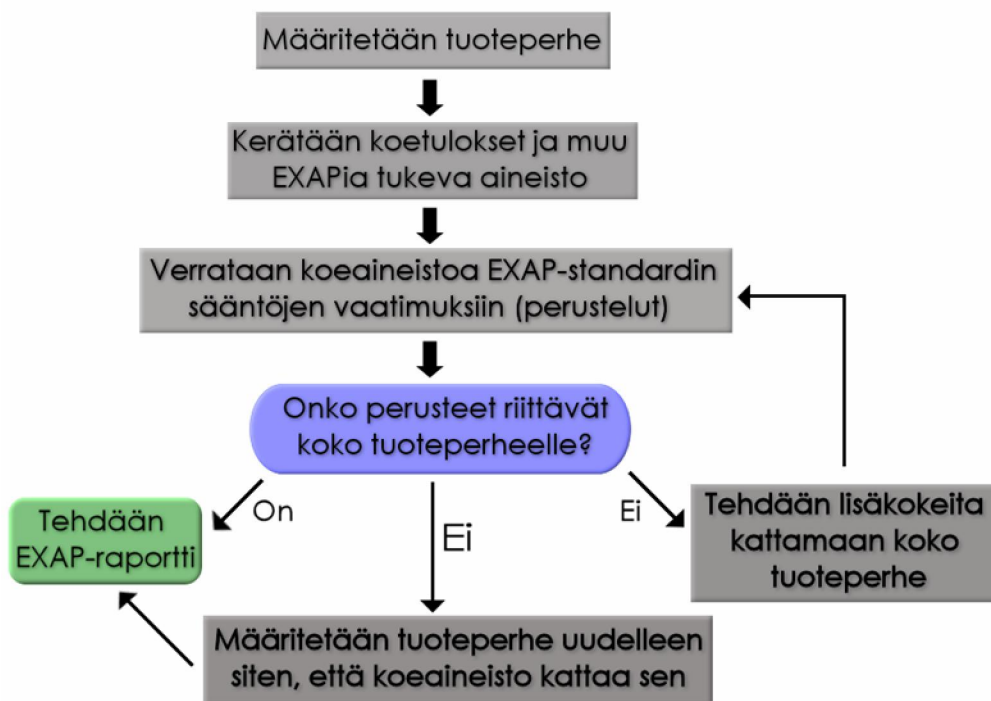 Määritetään tuoteperhe
Kerätään koetulokset ja muu
EXAPia tukeva aineisto
Verrataan koeaineistoa EXAP-standardin
sääntöjen vaatimuksiin (perustelut)
Onko perusteet riittävät
koko tuoteperheelle?
On
Ei
Ei
Tehdään
EXAP-raportti
Tehdään lisäkokeita
kattamaan koko
tuoteperhe
Määritetään tuoteperhe uudelleen
siten, että koeaineisto kattaa sen